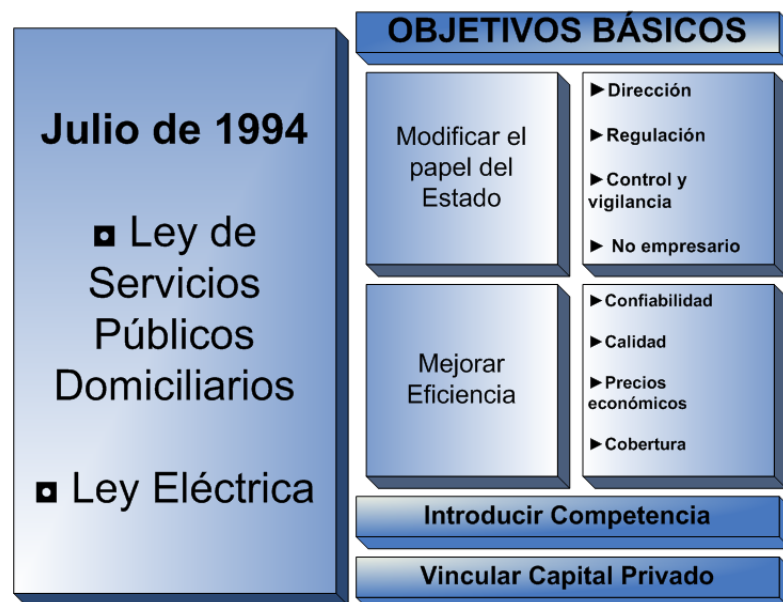 Julio de 1994
◘ Ley de
Servicios
Públicos
Domiciliarios
◘ Ley Eléctrica
OBJETIVOS BÁSICOS
Modificar el
papel del
Estado
►Dirección
►Regulación
►Control y
vigilancia
► No empresario
Mejorar
Eficiencia
►Confiabilidad
►Calidad
►Precios
económicos
►Cobertura
Introducir Competencia
Vincular Capital Privado